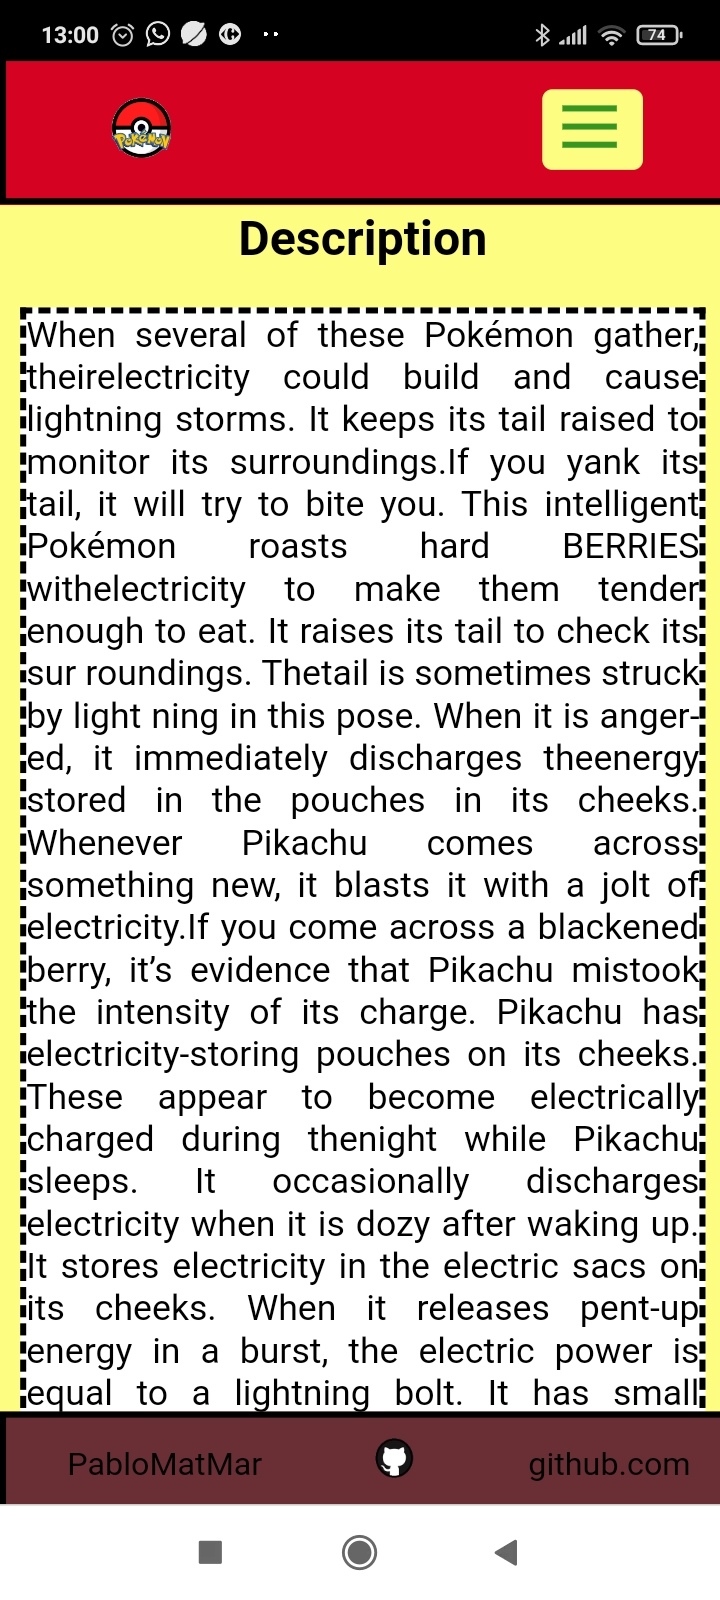 13:00
74
POKéMON
Description
When several of these Pokémon gather,
theirelectricity could build and cause
lightning storms. It keeps its tail raised to
monitor its surroundings.If you yank its
tail, it will try to bite you. This intelligent
Pokémon roasts hard BERRIES
withelectricity to make them tender
enough to eat. It raises its tail to check its
sur roundings. Thetail is sometimes struck
by light ning in this pose. When it is anger-
ed, it immediately discharges theenergy
stored in the pouches in its cheeks.
Whenever Pikachu comes across
something new, it blasts it with a jolt of
electricity.If you come across a blackened
berry, it’s evidence that Pikachu mistook
the intensity of its charge. Pikachu has
electricity-storing pouches on its cheeks.
These appear to become electrically
charged during thenight while Pikachu
sleeps. It occasionally discharges
electricity when it is dozy after waking up.
It stores electricity in the electric sacs on
its cheeks. When it releases pent-up
energy in a burst, the electric power is
equal to a lightning bolt. It has small
PabloMatMar
github.com